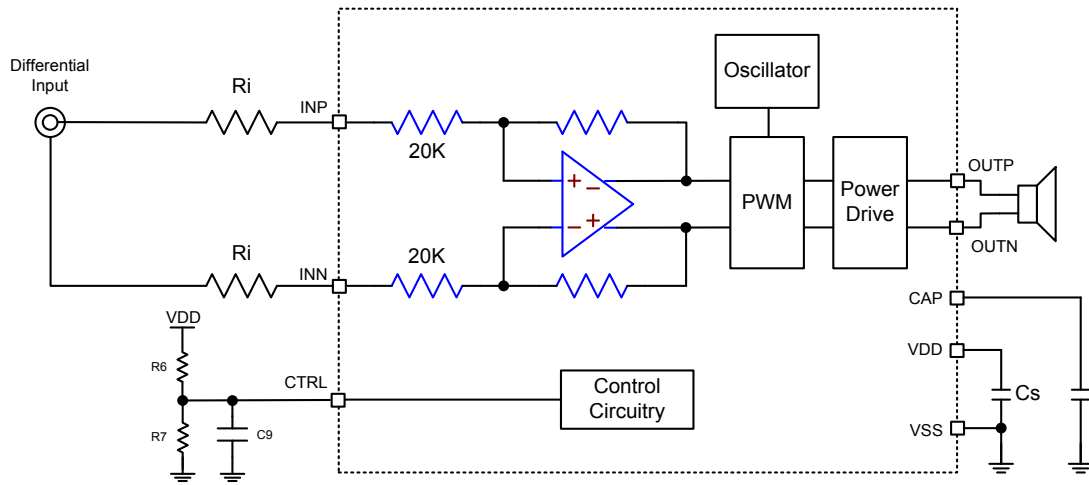 Differential
Input
Ri
INP
20K
Oscillator
PWM
Power
Drive
OUTP
OUTN
Ri
INN
20K
CAP
VDD
VDD
R6
CTRL
Control
Circuitry
Cs
R7
C9
VSS